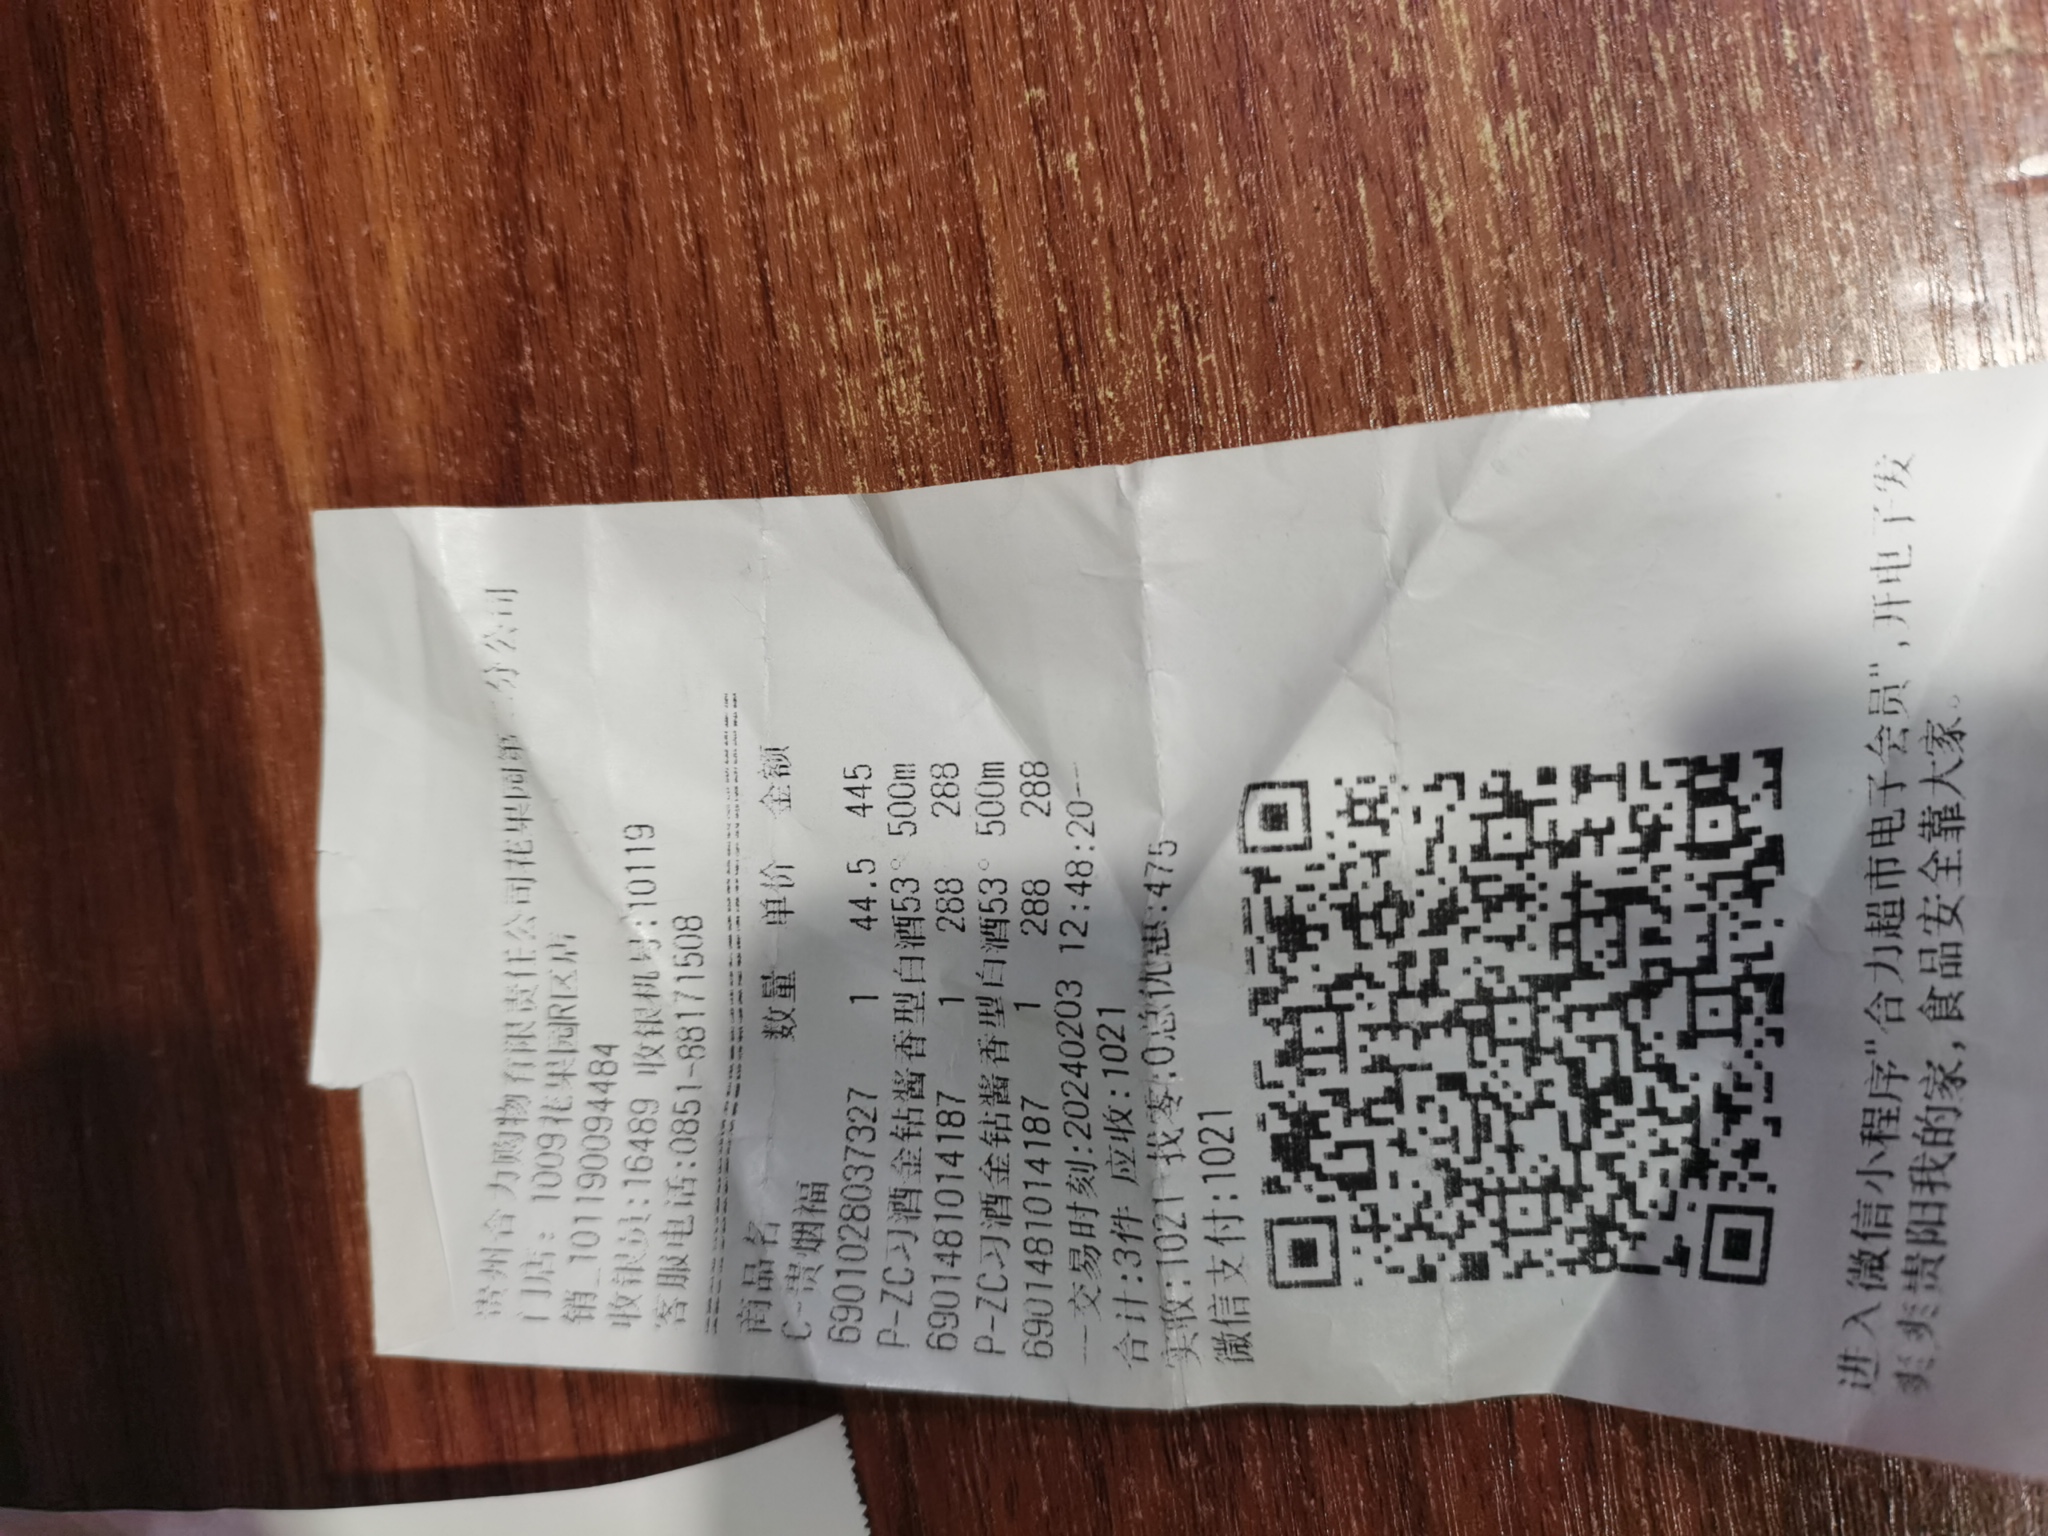 贵州合力购物有限责任公司花果园第二分公司
门店: 1009花果园R区店
销_101190094484
收银员:16489 收银机号:10119
客服电话:0851-88171508
商品名 数量 单价 金额
C-贵烟福
6901028037327 1 44.5 445
P-ZC习酒金钻酱香型白酒53° 500m
6901481014187 1 288 288
P-ZC习酒金钻酱香型白酒53° 500m
6901481014187 1 288 288
——交易时刻:20240203 12:48:20——
合计:3件 应收:1021
实收:1021 找零:0总优惠:475
微信支付:1021
进入微信小程序"合力超市电子会员",开电子发
爽爽贵阳我的家,食品安全靠大家。